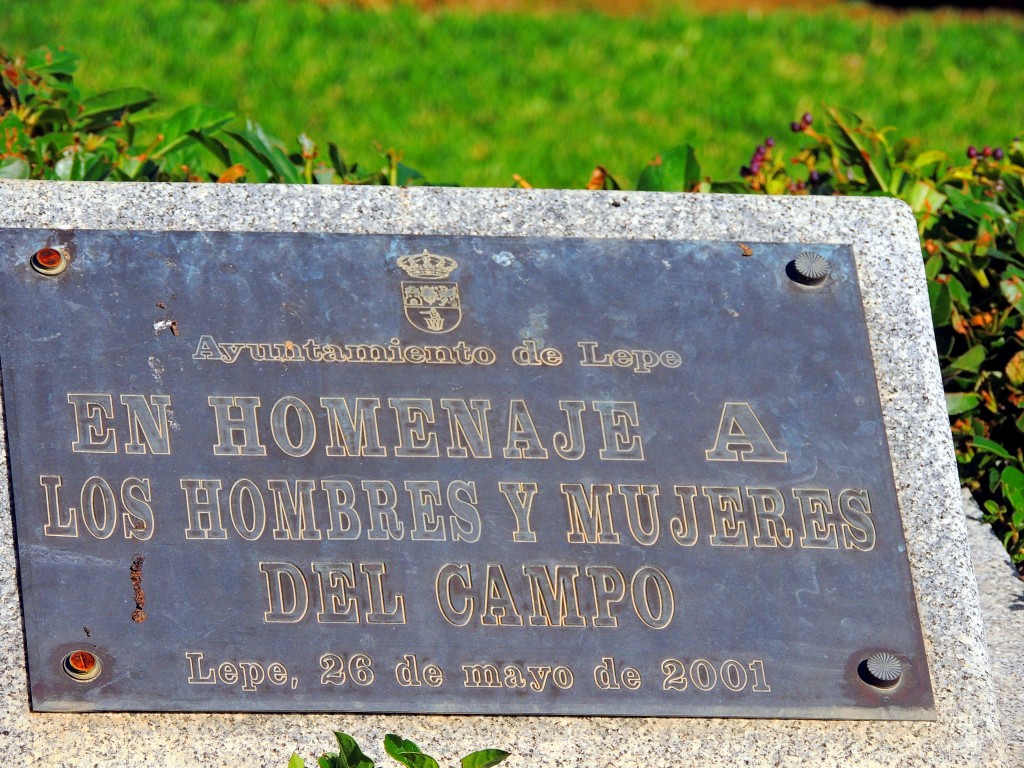 Ayuntamiento de Lepe
EN HOMENAJE A
LOS HOMBRES Y MUJERES
DEL CAMPO
Lepe, 26 de mayo de 2001